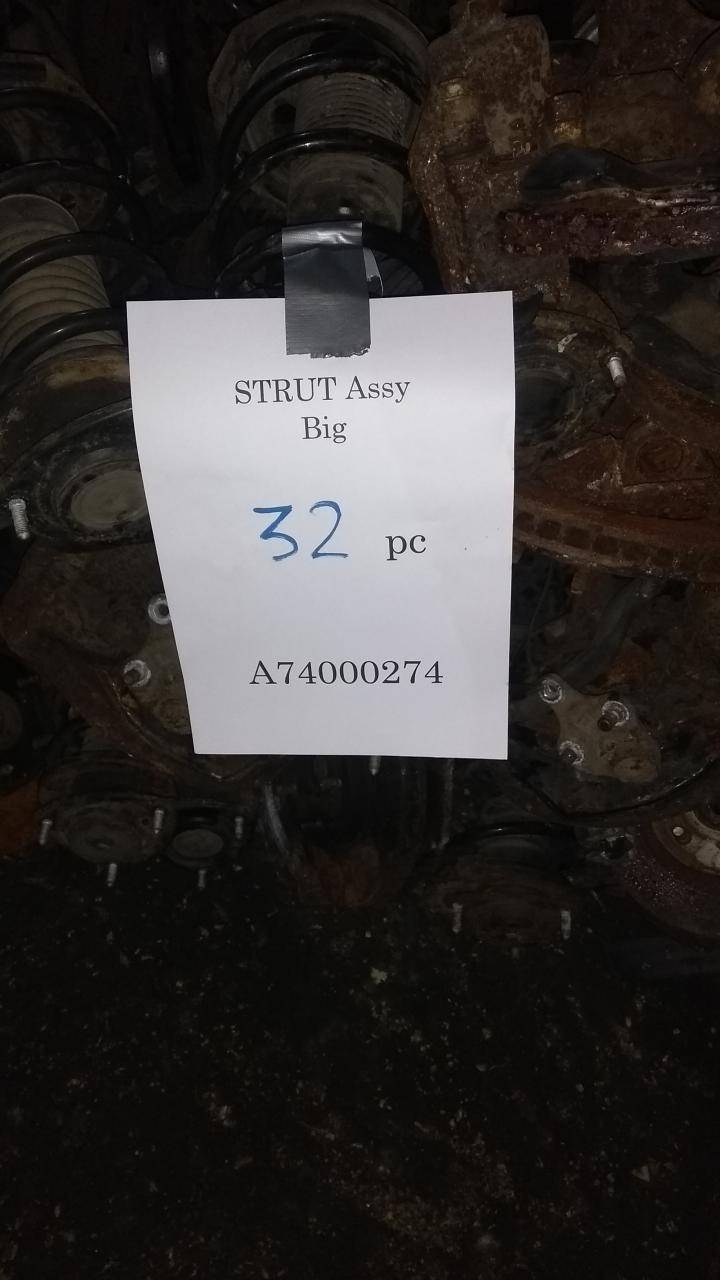 STRUT Assy
Big
32 pc
A74000274